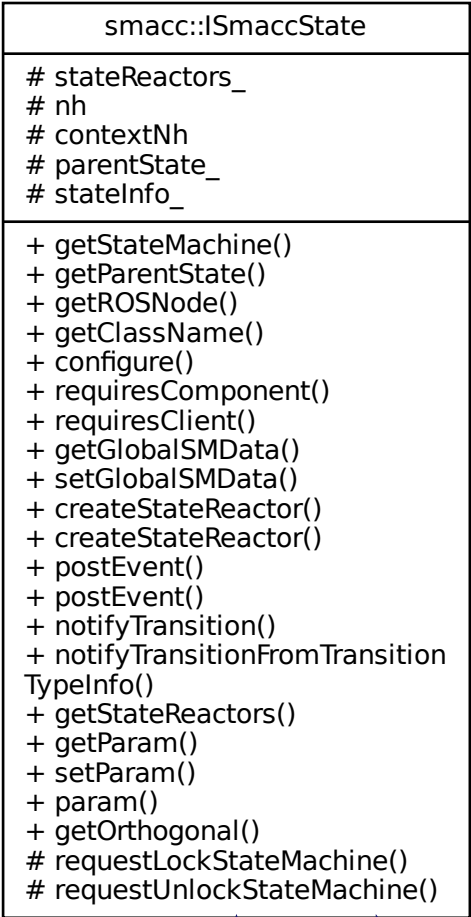 smacc::ISmaccState
# stateReactors_
# nh
# contextNh
# parentState_
# stateInfo_
+ getStateMachine()
+ getParentState()
+ getROSNode()
+ getClassName()
+ configure()
+ requiresComponent()
+ requiresClient()
+ getGlobalSMData()
+ setGlobalSMData()
+ createStateReactor()
+ createStateReactor()
+ postEvent()
+ postEvent()
+ notifyTransition()
+ notifyTransitionFromTransition
TypeInfo()
+ getStateReactors()
+ getParam()
+ setParam()
+ param()
+ getOrthogonal()
# requestLockStateMachine()
# requestUnlockStateMachine()